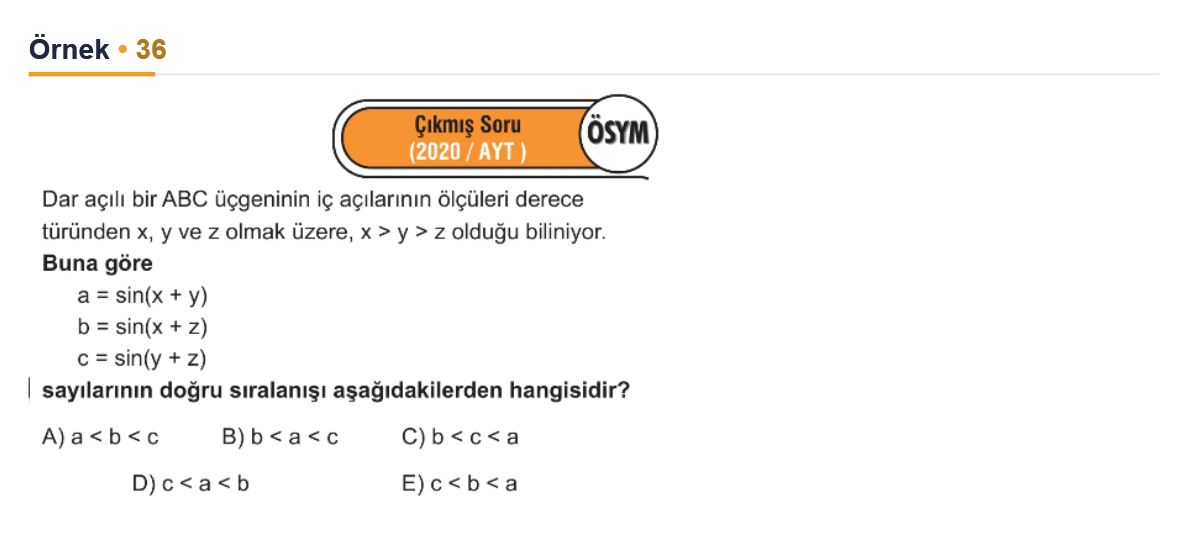 Örnek • 36
Çıkmış Soru
(2020 / AYT )
ÖSYM
Dar açılı bir ABC üçgeninin iç açılarının ölçüleri derece
türünden x, y ve z olmak üzere, x > y > z olduğu biliniyor.
Buna göre
a = sin(x + y)
b = sin(x + z)
c = sin(y + z)
sayılarının doğru sıralanışı aşağıdakilerden hangisidir?
A) a < b < c B) b < a < c C) b < c < a
D) c < a < b E) c < b < a